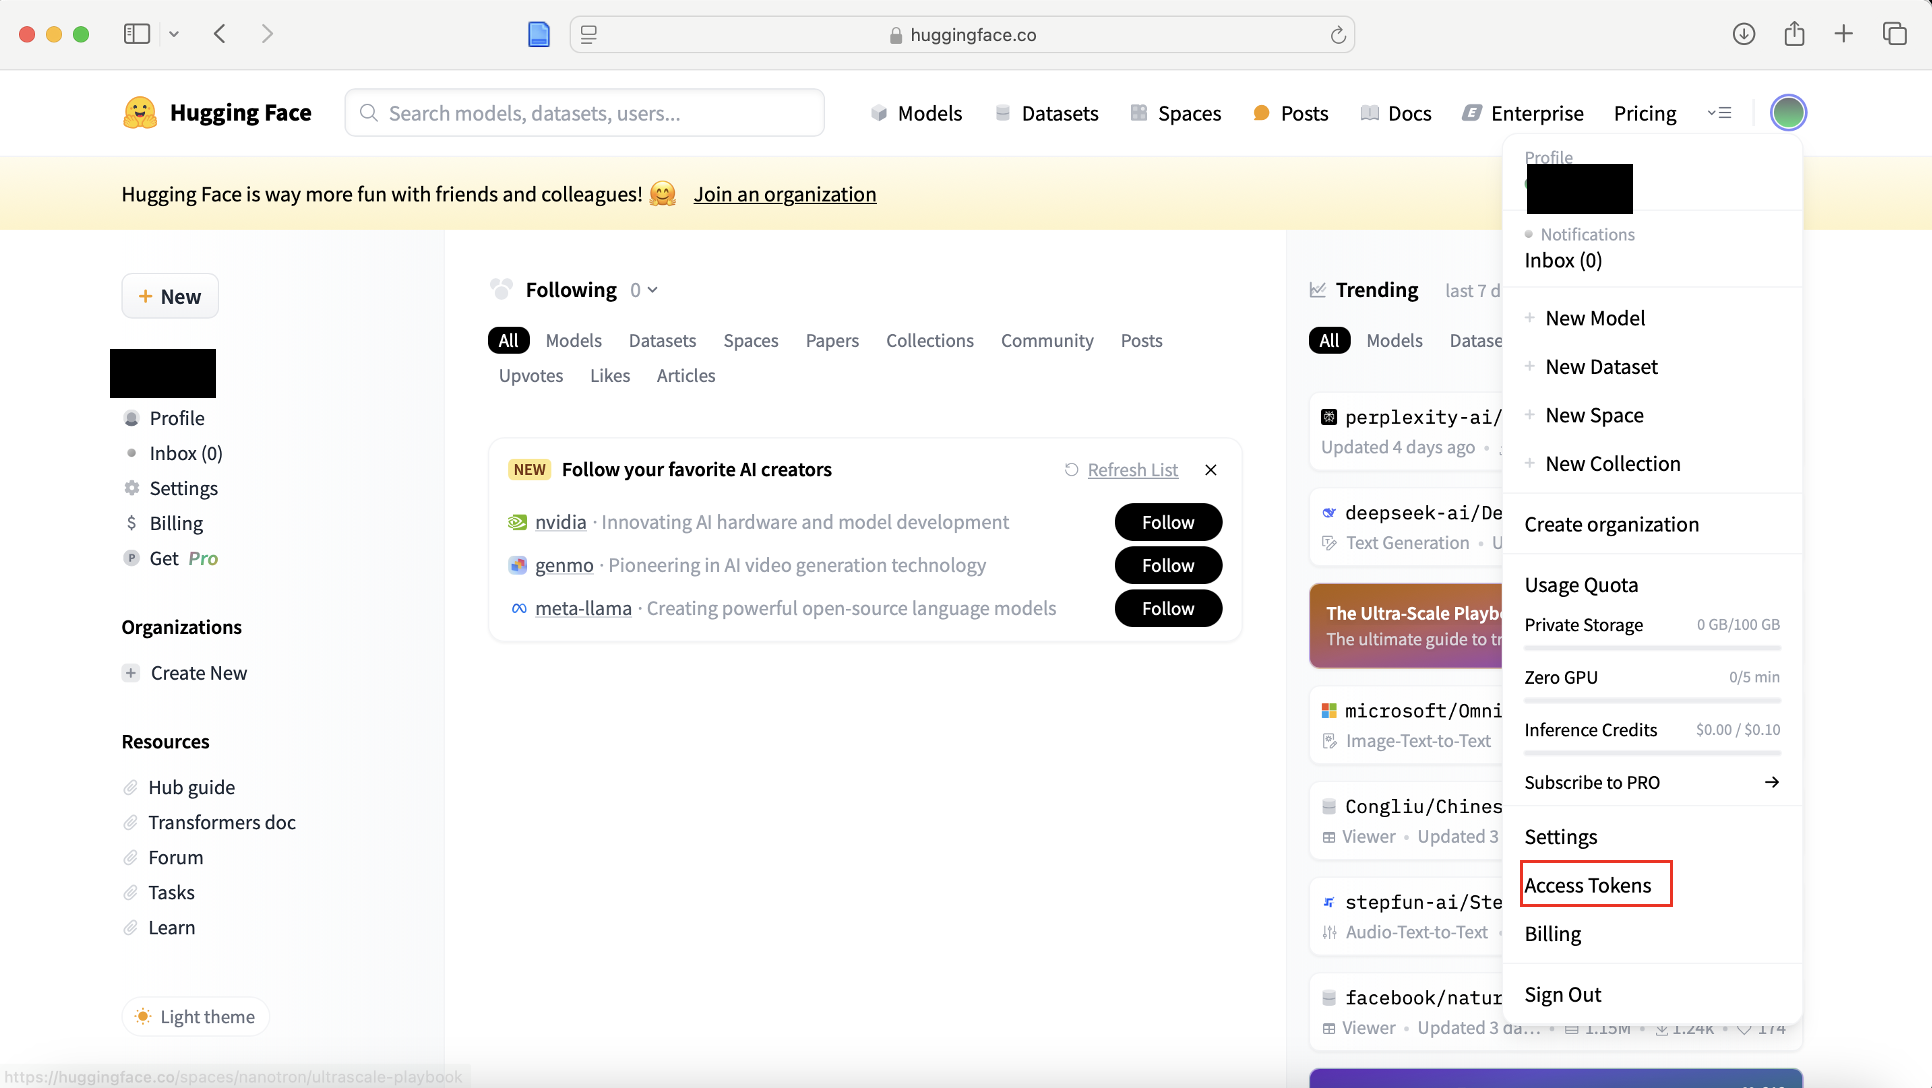 huggingface.co
Hugging Face
Search models, datasets, users...
Models
Datasets
Spaces
Posts
Docs
Enterprise
Pricing
Hugging Face is way more fun with friends and colleagues! 🤗 Join an organization
+ New
Profile
Inbox (0)
Settings
$ Billing
P Get Pro
Organizations
+ Create New
Resources
Hub guide
Transformers doc
Forum
Tasks
Learn
Light theme
https://huggingface.co/spaces/nanotron/ultrascale-playbook
Following 0
All Models Datasets Spaces Papers Collections Community Posts
Upvotes Likes Articles
NEW Follow your favorite AI creators Refresh List
nvidia · Innovating AI hardware and model development Follow
genmo · Pioneering in AI video generation technology Follow
meta-llama · Creating powerful open-source language models Follow
Trending last 7 d
All Models Datase
perplexity-ai/
Updated 4 days ago •
deepseek-ai/De
Text Generation • U
The Ultra-Scale Playbo
The ultimate guide to tr
microsoft/Omni
Image-Text-to-Text
Congliu/Chines
Viewer • Updated 3
stepfun-ai/Ste
Audio-Text-to-Text •
facebook/natur
Viewer • Updated 3 da... • 1.15M • 1.24k • 174
Profile
Notifications
Inbox (0)
+ New Model
+ New Dataset
+ New Space
+ New Collection
Create organization
Usage Quota
Private Storage 0 GB/100 GB
Zero GPU 0/5 min
Inference Credits $0.00 / $0.10
Subscribe to PRO →
Settings
Access Tokens
Billing
Sign Out